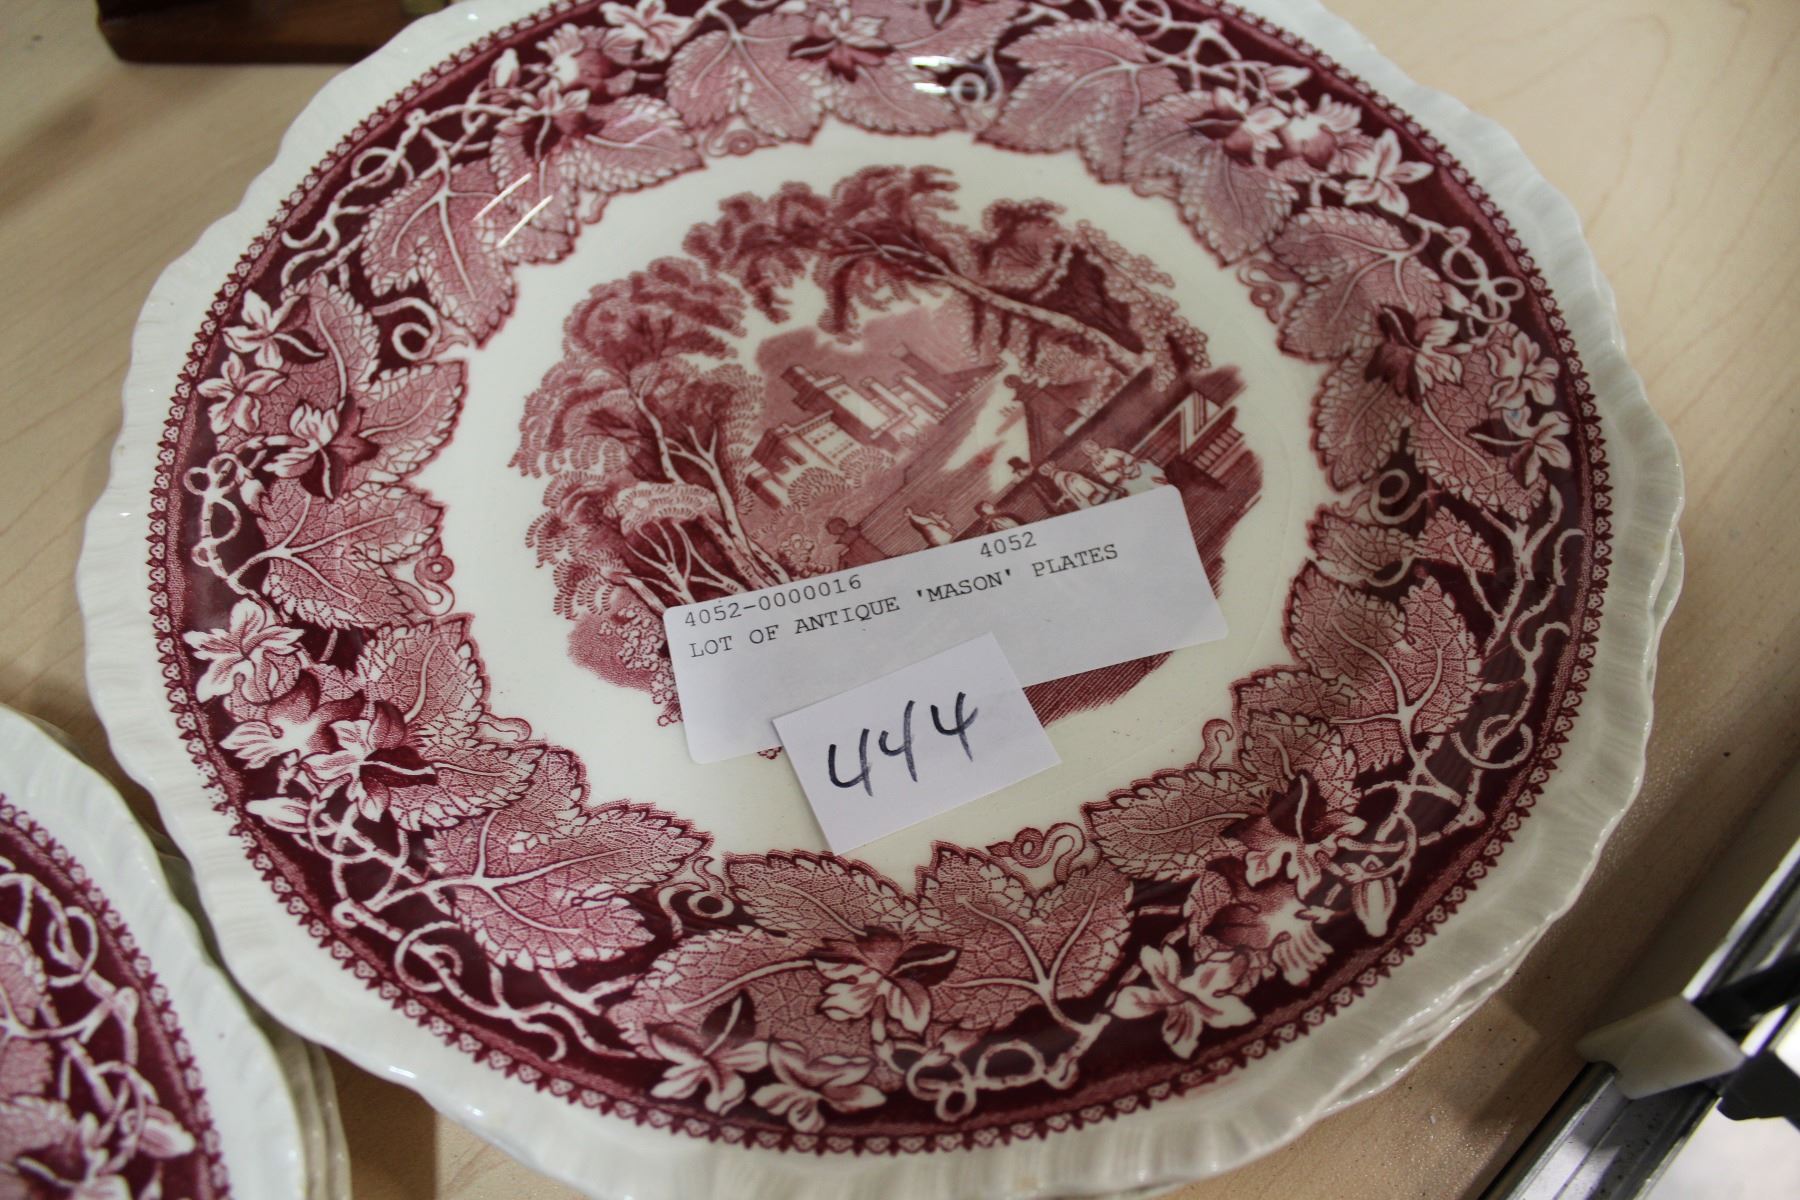 4052-0000016 4052
LOT OF ANTIQUE 'MASON' PLATES
444